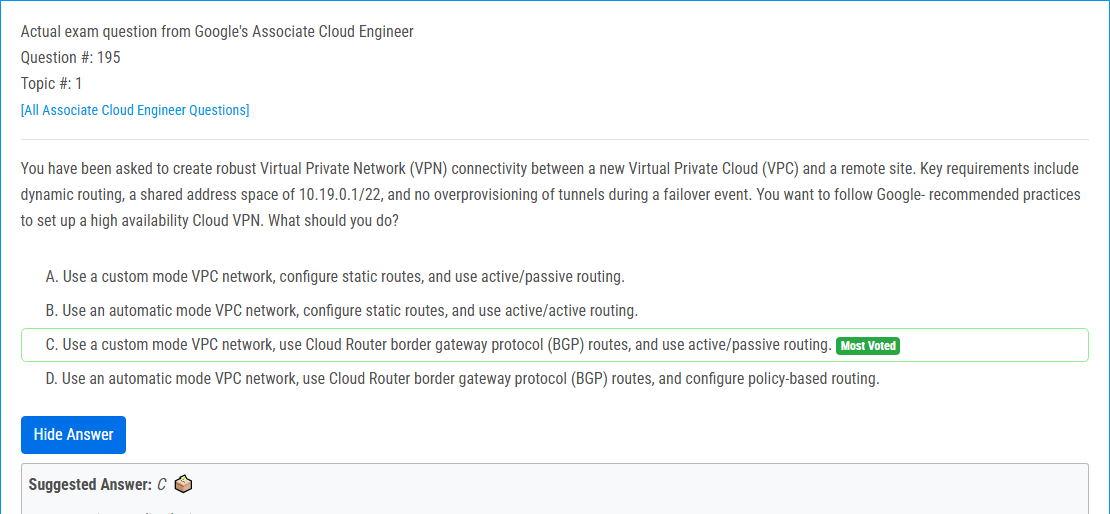 Actual exam question from Google's Associate Cloud Engineer
Question #: 195
Topic #: 1
[All Associate Cloud Engineer Questions]
You have been asked to create robust Virtual Private Network (VPN) connectivity between a new Virtual Private Cloud (VPC) and a remote site. Key requirements include
dynamic routing, a shared address space of 10.19.0.1/22, and no overprovisioning of tunnels during a failover event. You want to follow Google- recommended practices
to set up a high availability Cloud VPN. What should you do?
A. Use a custom mode VPC network, configure static routes, and use active/passive routing.
B. Use an automatic mode VPC network, configure static routes, and use active/active routing.
C. Use a custom mode VPC network, use Cloud Router border gateway protocol (BGP) routes, and use active/passive routing. Most Voted
D. Use an automatic mode VPC network, use Cloud Router border gateway protocol (BGP) routes, and configure policy-based routing.
Hide Answer
Suggested Answer: C